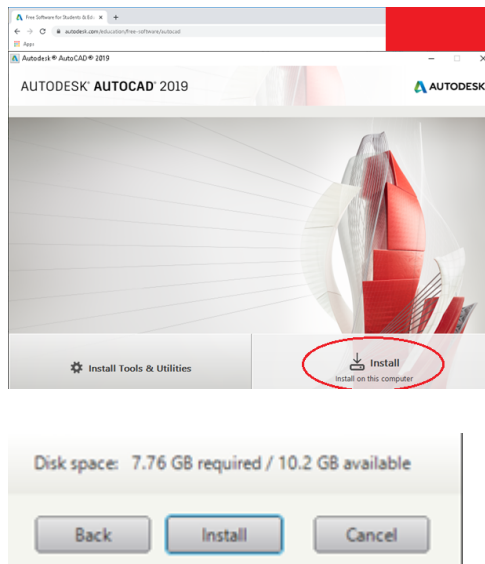 Free Software for Students & Edu
autodesk.com/education/free-software/autocad
Apps
Autodesk® AutoCAD® 2019
AUTODESK® AUTOCAD® 2019
AUTODESK
Install Tools & Utilities
Install
Install on this computer
Disk space: 7.76 GB required / 10.2 GB available
Back Install Cancel